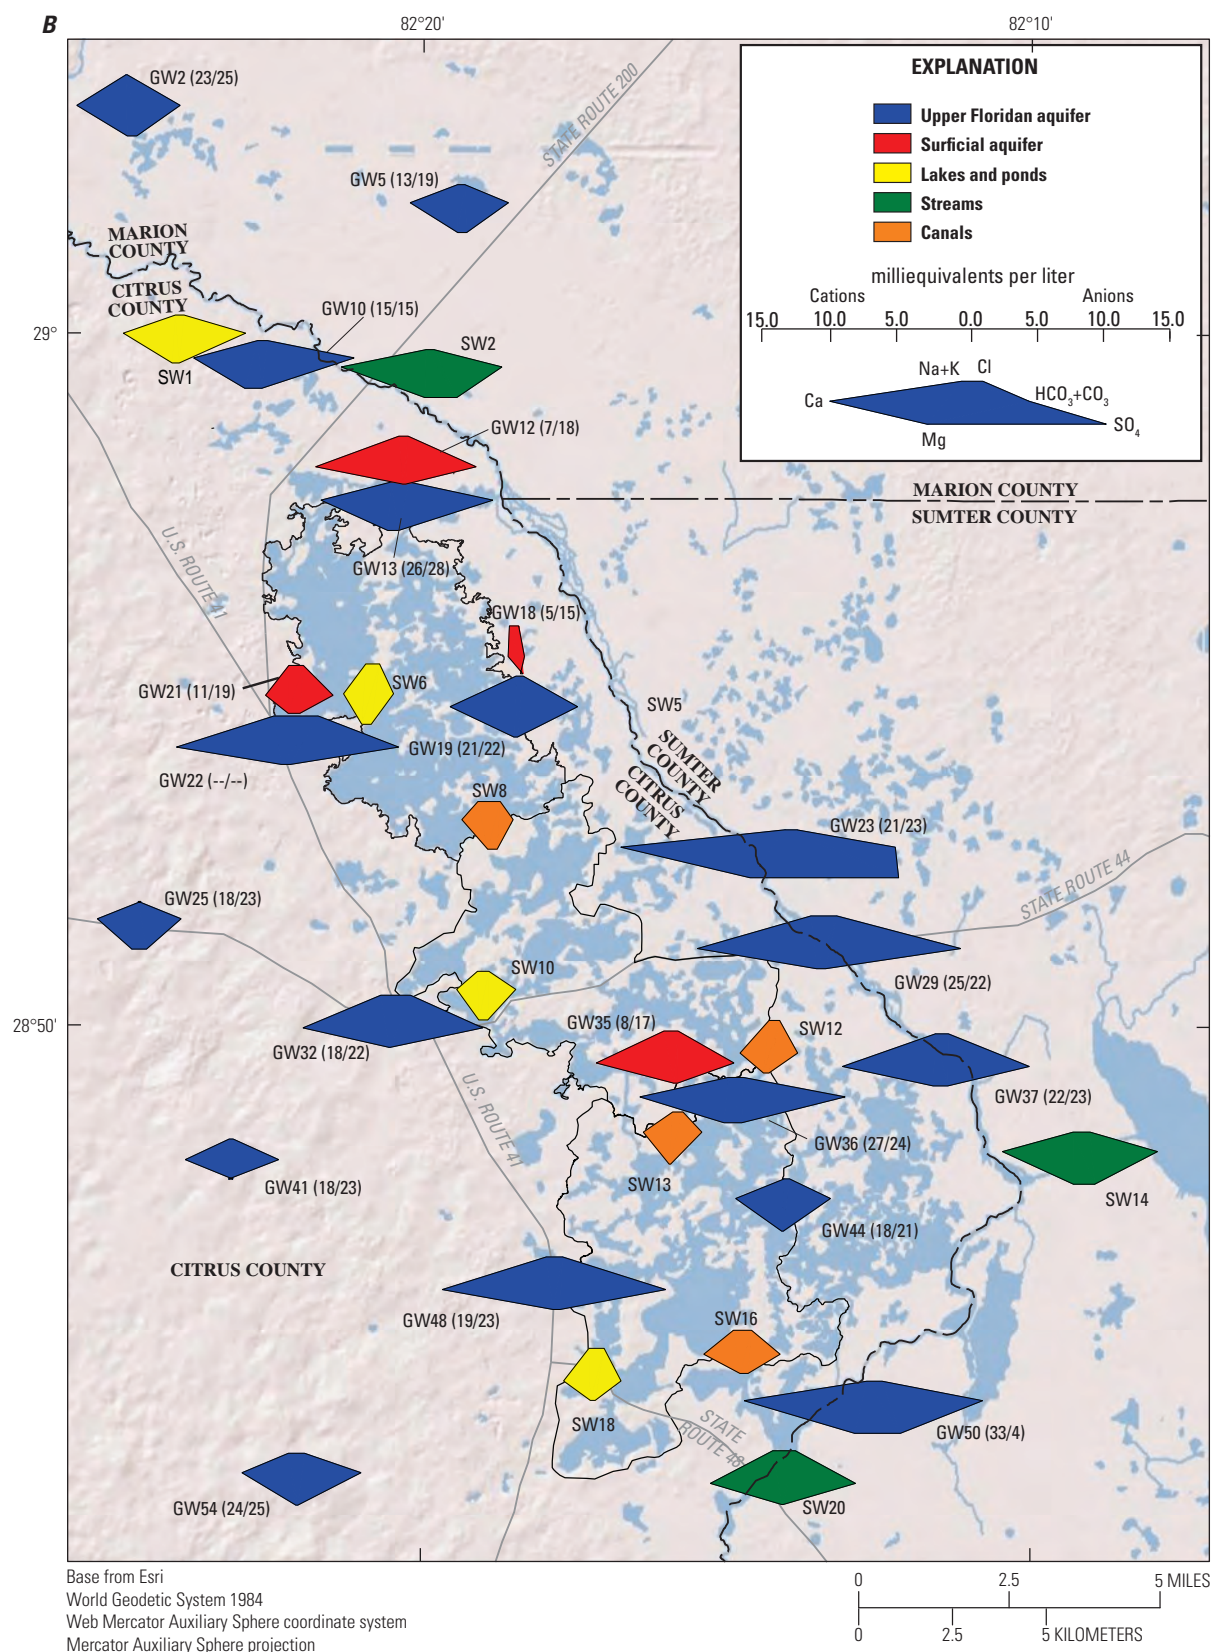 B
82°20'
82°10'
GW2 (23/25)
EXPLANATION
Upper Floridan aquifer
Surficial aquifer
Lakes and ponds
Streams
Canals
milliequivalents per liter
Cations
Anions
15.0 10.0 5.0 0.0 5.0 10.0 15.0
Na+K Cl
Ca
HCO3+CO3
SO4
Mg
STATE ROUTE 200
GW5 (13/19)
MARION
COUNTY
CITRUS
COUNTY
GW10 (15/15)
29°
SW1
SW2
GW12 (7/18)
MARION COUNTY
SUMTER COUNTY
U.S. ROUTE 41
GW13 (26/28)
GW18 (5/15)
GW21 (11/19)
SW6
SW5
GW19 (21/22)
GW22 (--/--)
SUMTER
COUNTY
CITRUS
COUNTY
SW8
GW23 (21/23)
STATE ROUTE 44
GW25 (18/23)
SW10
GW29 (25/22)
28°50'
GW35 (8/17)
SW12
GW32 (18/22)
U.S. ROUTE 41
GW37 (22/23)
GW36 (27/24)
SW13
GW41 (18/23)
SW14
GW44 (18/21)
CITRUS COUNTY
GW48 (19/23)
SW16
SW18
STATE
ROUTE 48
GW50 (33/4)
GW54 (24/25)
SW20
Base from Esri
World Geodetic System 1984
Web Mercator Auxiliary Sphere coordinate system
Mercator Auxiliary Sphere projection
0 2.5 5 MILES
0 2.5 5 KILOMETERS